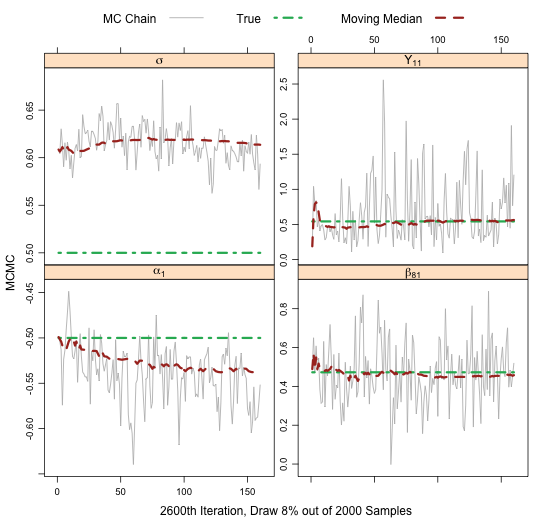 MC Chain True Moving Median
0 50 100 150
σ Υ₁₁
0.50 0.55 0.60 0.65
0.0 0.5 1.0 1.5 2.0 2.5
α₁ β₈₁
-0.60 -0.55 -0.50 -0.45
0.0 0.2 0.4 0.6 0.8
MCMC
0 50 100 150
2600th Iteration, Draw 8% out of 2000 Samples